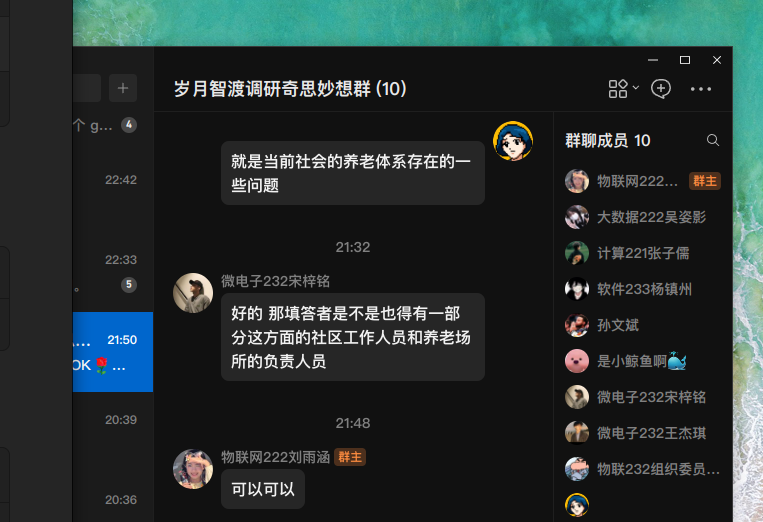 个 g...
4
22:42
22:33
。
5
...
21:50
OK 🌹 ...
20:39
20:36
岁月智渡调研奇思妙想群 (10)
就是当前社会的养老体系存在的一
些问题
21:32
微电子232宋梓铭
好的 那填答者是不是也得有一部
分这方面的社区工作人员和养老场
所的负责人员
21:48
物联网222刘雨涵 群主
可以可以
群聊成员 10
物联网222... 群主
大数据222吴姿影
计算221张子儒
软件233杨镇州
孙文斌
是小鲸鱼啊🐳
微电子232宋梓铭
微电子232王杰琪
物联232组织委员...